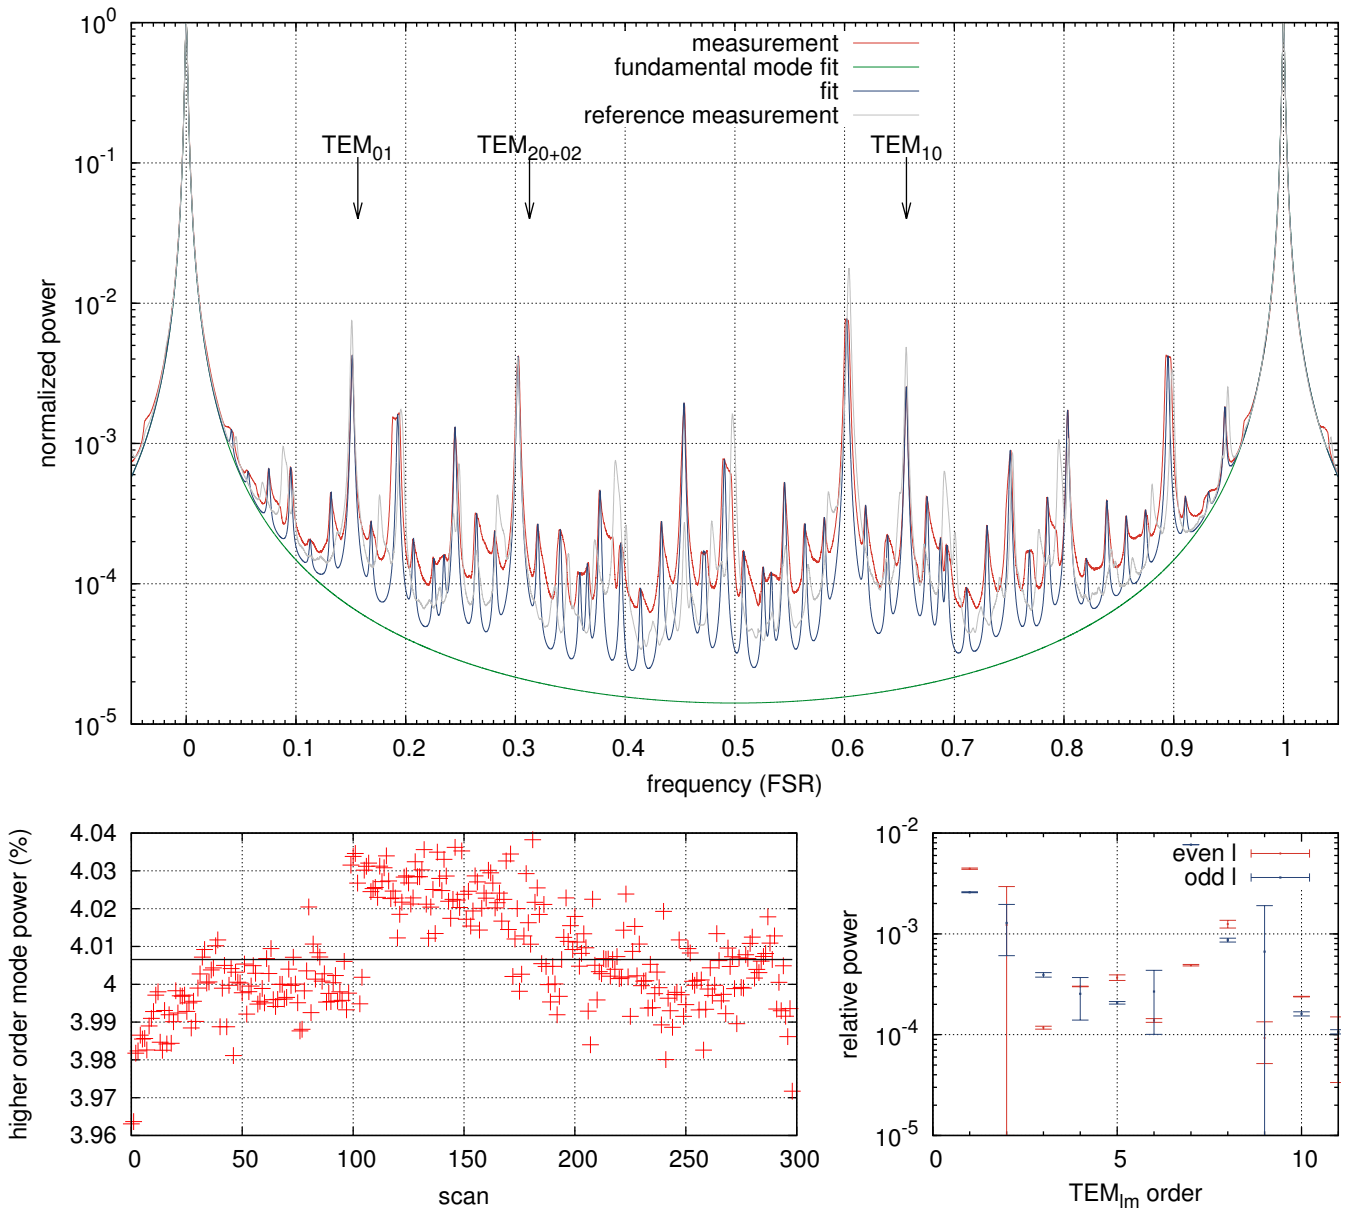 10^0
10^-1
10^-2
10^-3
10^-4
10^-5
normalized power
measurement
fundamental mode fit
fit
reference measurement
TEM_01
TEM_20+02
TEM_10
0 0.1 0.2 0.3 0.4 0.5 0.6 0.7 0.8 0.9 1
frequency (FSR)
4.04
4.03
4.02
4.01
4
3.99
3.98
3.97
3.96
higher order mode power (%)
0 50 100 150 200 250 300
scan
10^-2
10^-3
10^-4
10^-5
relative power
even l
odd l
0 5 10
TEM_lm order